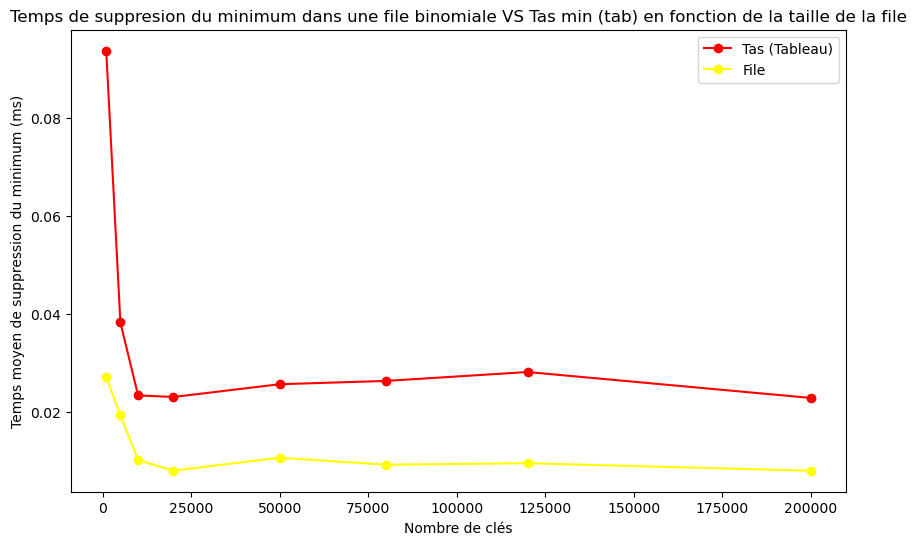 Temps de suppresion du minimum dans une file binomiale VS Tas min (tab) en fonction de la taille de la file
Tas (Tableau)
File
Temps moyen de suppression du minimum (ms)
0.08
0.06
0.04
0.02
0
25000
50000
75000
100000
125000
150000
175000
200000
Nombre de clés